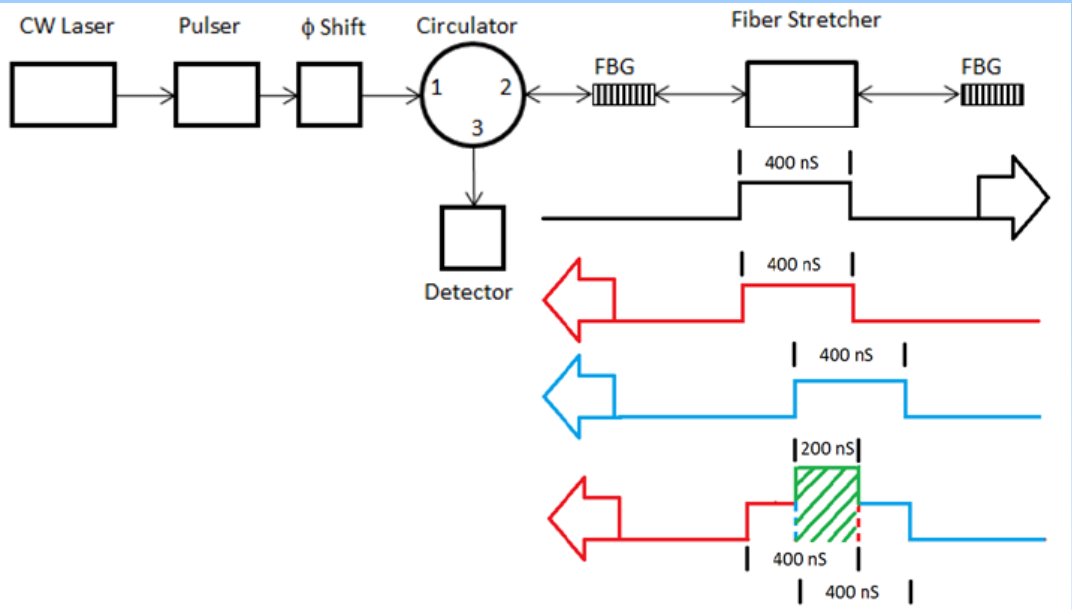 CW Laser
Pulser
ϕ Shift
Circulator
Fiber Stretcher
FBG
FBG
1
2
3
Detector
400 nS
400 nS
400 nS
200 nS
400 nS
400 nS